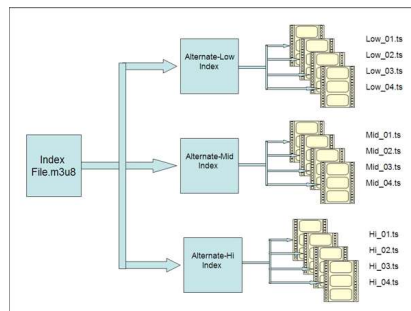 Index
File.m3u8
Alternate-Low
Index
Low_01.ts
Low_02.ts
Low_03.ts
Low_04.ts
Alternate-Mid
Index
Mid_01.ts
Mid_02.ts
Mid_03.ts
Mid_04.ts
Alternate-Hi
Index
Hi_01.ts
Hi_02.ts
Hi_03.ts
Hi_04.ts